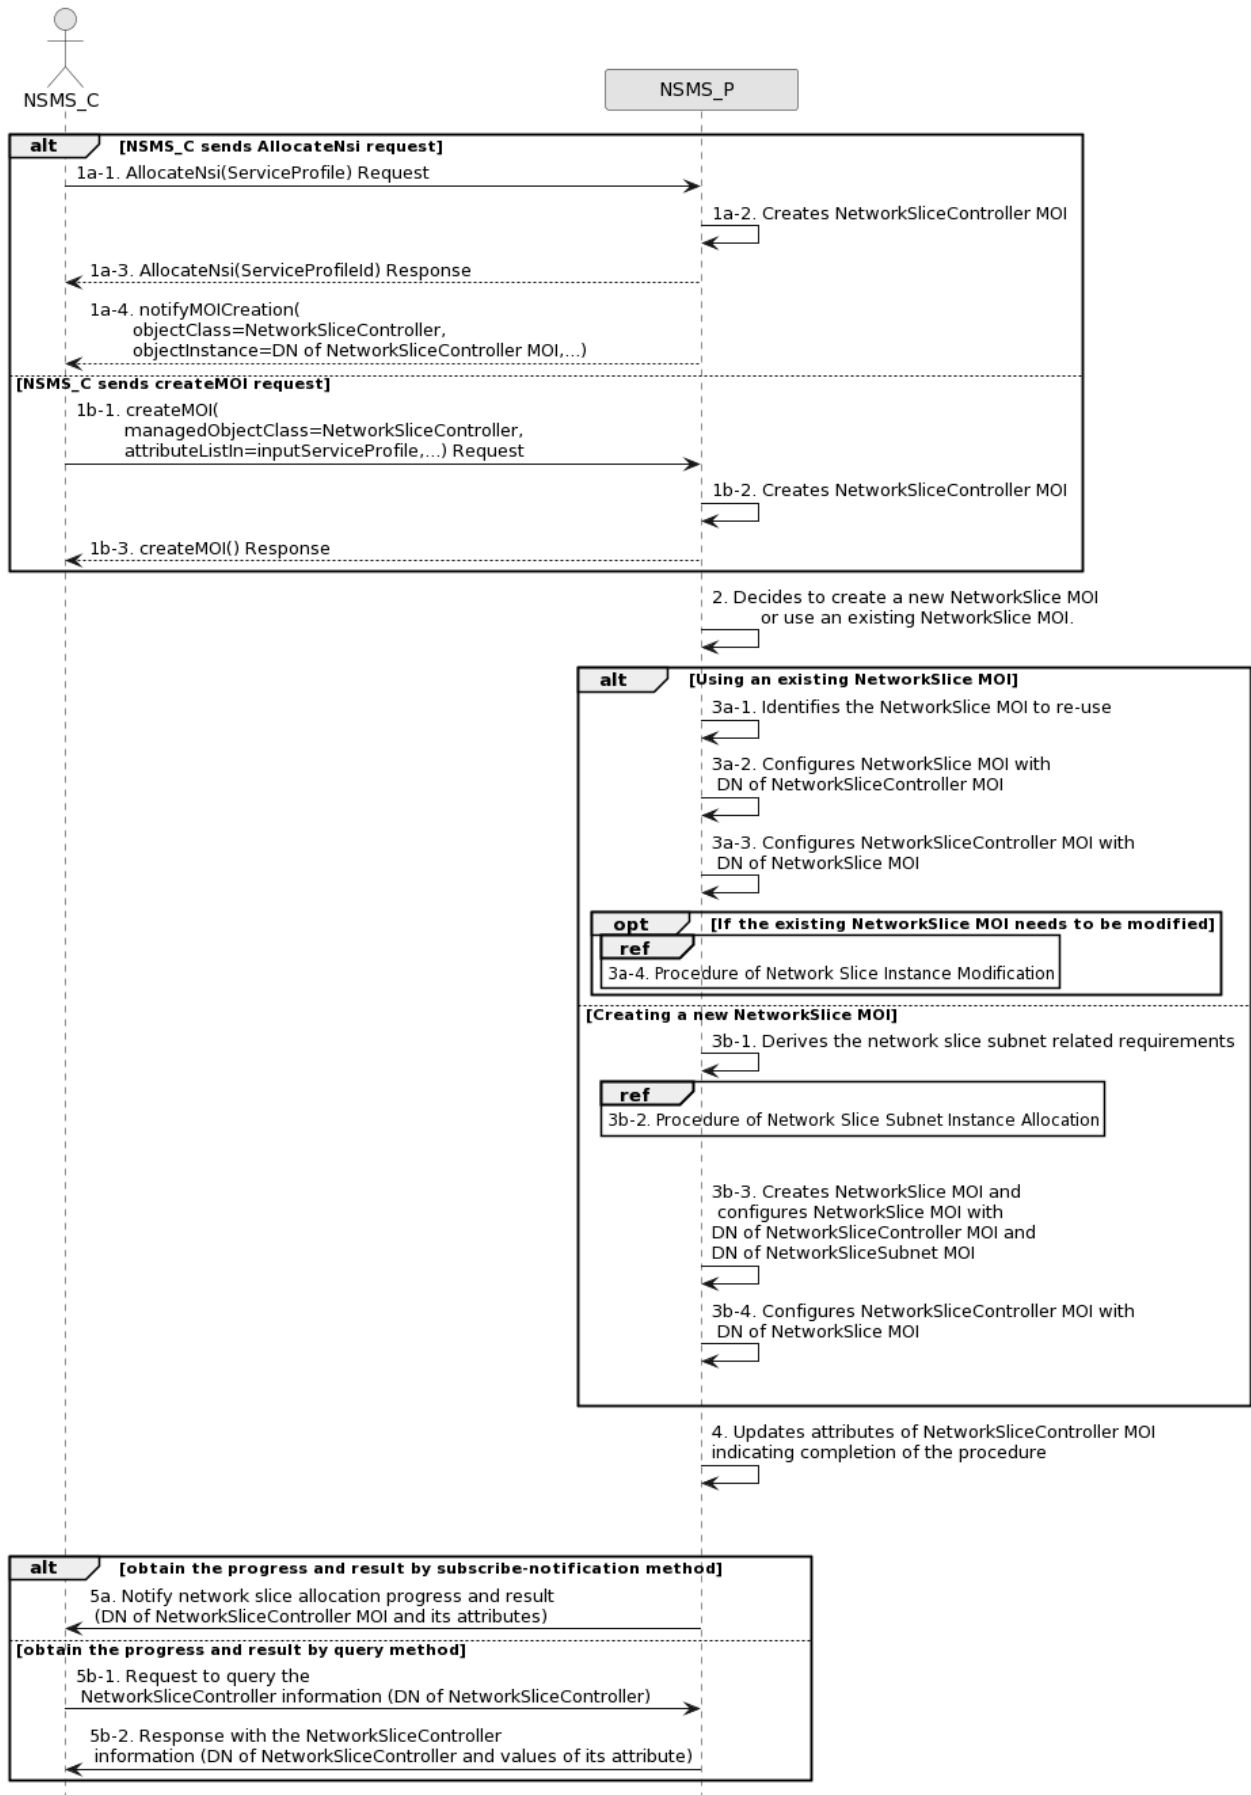 NSMS_C
NSMS_P
alt [NSMS_C sends AllocateNsi request]
1a-1. AllocateNsi(ServiceProfile) Request
1a-2. Creates NetworkSliceController MOI
1a-3. AllocateNsi(ServiceProfileId) Response
1a-4. notifyMOICreation(
objectClass=NetworkSliceController,
objectInstance=DN of NetworkSliceController MOI,...)
[NSMS_C sends createMOI request]
1b-1. createMOI(
managedObjectClass=NetworkSliceController,
attributeListIn=inputServiceProfile,...) Request
1b-2. Creates NetworkSliceController MOI
1b-3. createMOI() Response
2. Decides to create a new NetworkSlice MOI
or use an existing NetworkSlice MOI.
alt [Using an existing NetworkSlice MOI]
3a-1. Identifies the NetworkSlice MOI to re-use
3a-2. Configures NetworkSlice MOI with
DN of NetworkSliceController MOI
3a-3. Configures NetworkSliceController MOI with
DN of NetworkSlice MOI
opt [If the existing NetworkSlice MOI needs to be modified]
ref
3a-4. Procedure of Network Slice Instance Modification
[Creating a new NetworkSlice MOI]
3b-1. Derives the network slice subnet related requirements
ref
3b-2. Procedure of Network Slice Subnet Instance Allocation
3b-3. Creates NetworkSlice MOI and
configures NetworkSlice MOI with
DN of NetworkSliceController MOI and
DN of NetworkSliceSubnet MOI
3b-4. Configures NetworkSliceController MOI with
DN of NetworkSlice MOI
4. Updates attributes of NetworkSliceController MOI
indicating completion of the procedure
alt [obtain the progress and result by subscribe-notification method]
5a. Notify network slice allocation progress and result
(DN of NetworkSliceController MOI and its attributes)
[obtain the progress and result by query method]
5b-1. Request to query the
NetworkSliceController information (DN of NetworkSliceController)
5b-2. Response with the NetworkSliceController
information (DN of NetworkSliceController and values of its attribute)